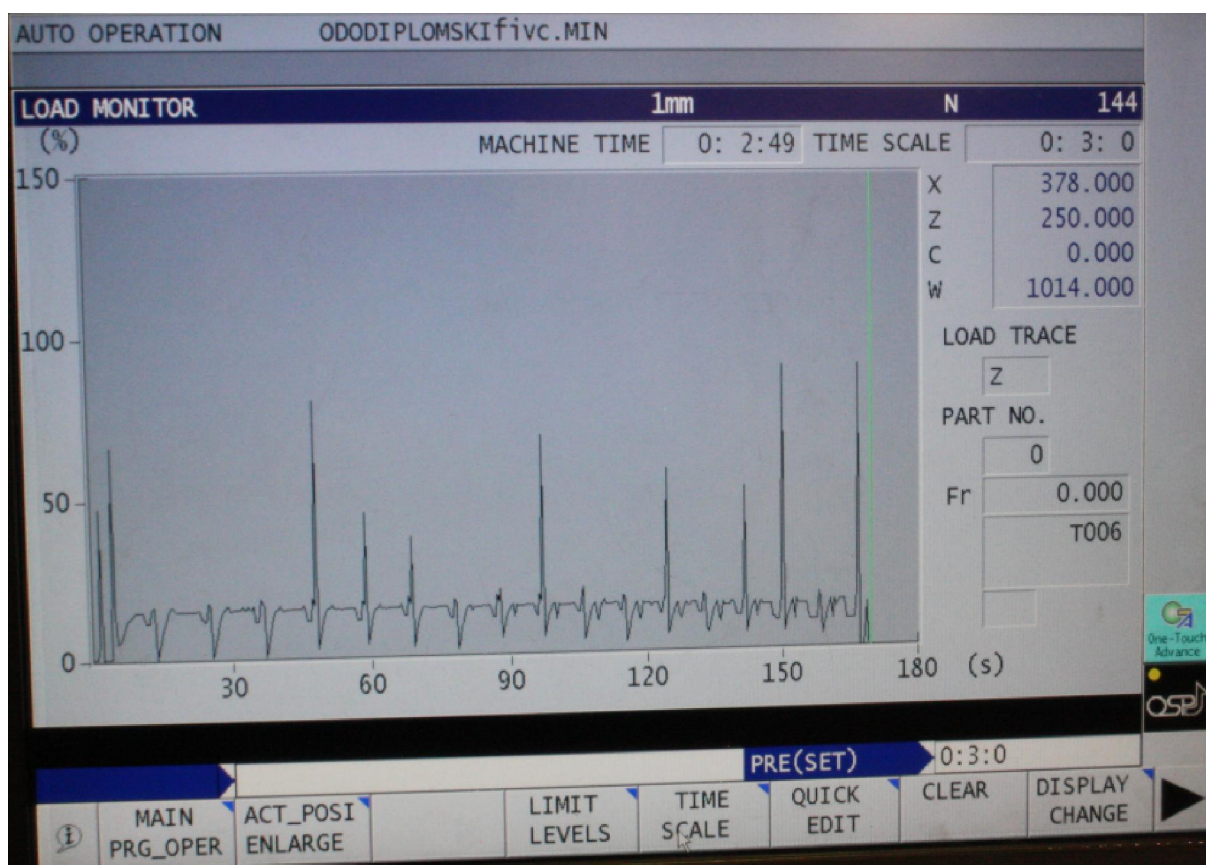 AUTO OPERATION ODODIPLOMSKIfivc.MIN
LOAD MONITOR 1mm N 144
(%) MACHINE TIME 0: 2:49 TIME SCALE 0: 3: 0
150
X 378.000
Z 250.000
C 0.000
W 1014.000
100
LOAD TRACE
Z
PART NO.
0
50
Fr 0.000
T006
0
30 60 90 120 150 180 (s)
One-Touch
Advance
OSP
PRE(SET) 0:3:0
MAIN
PRG_OPER
ACT_POSI
ENLARGE
LIMIT
LEVELS
TIME
SCALE
QUICK
EDIT
CLEAR
DISPLAY
CHANGE